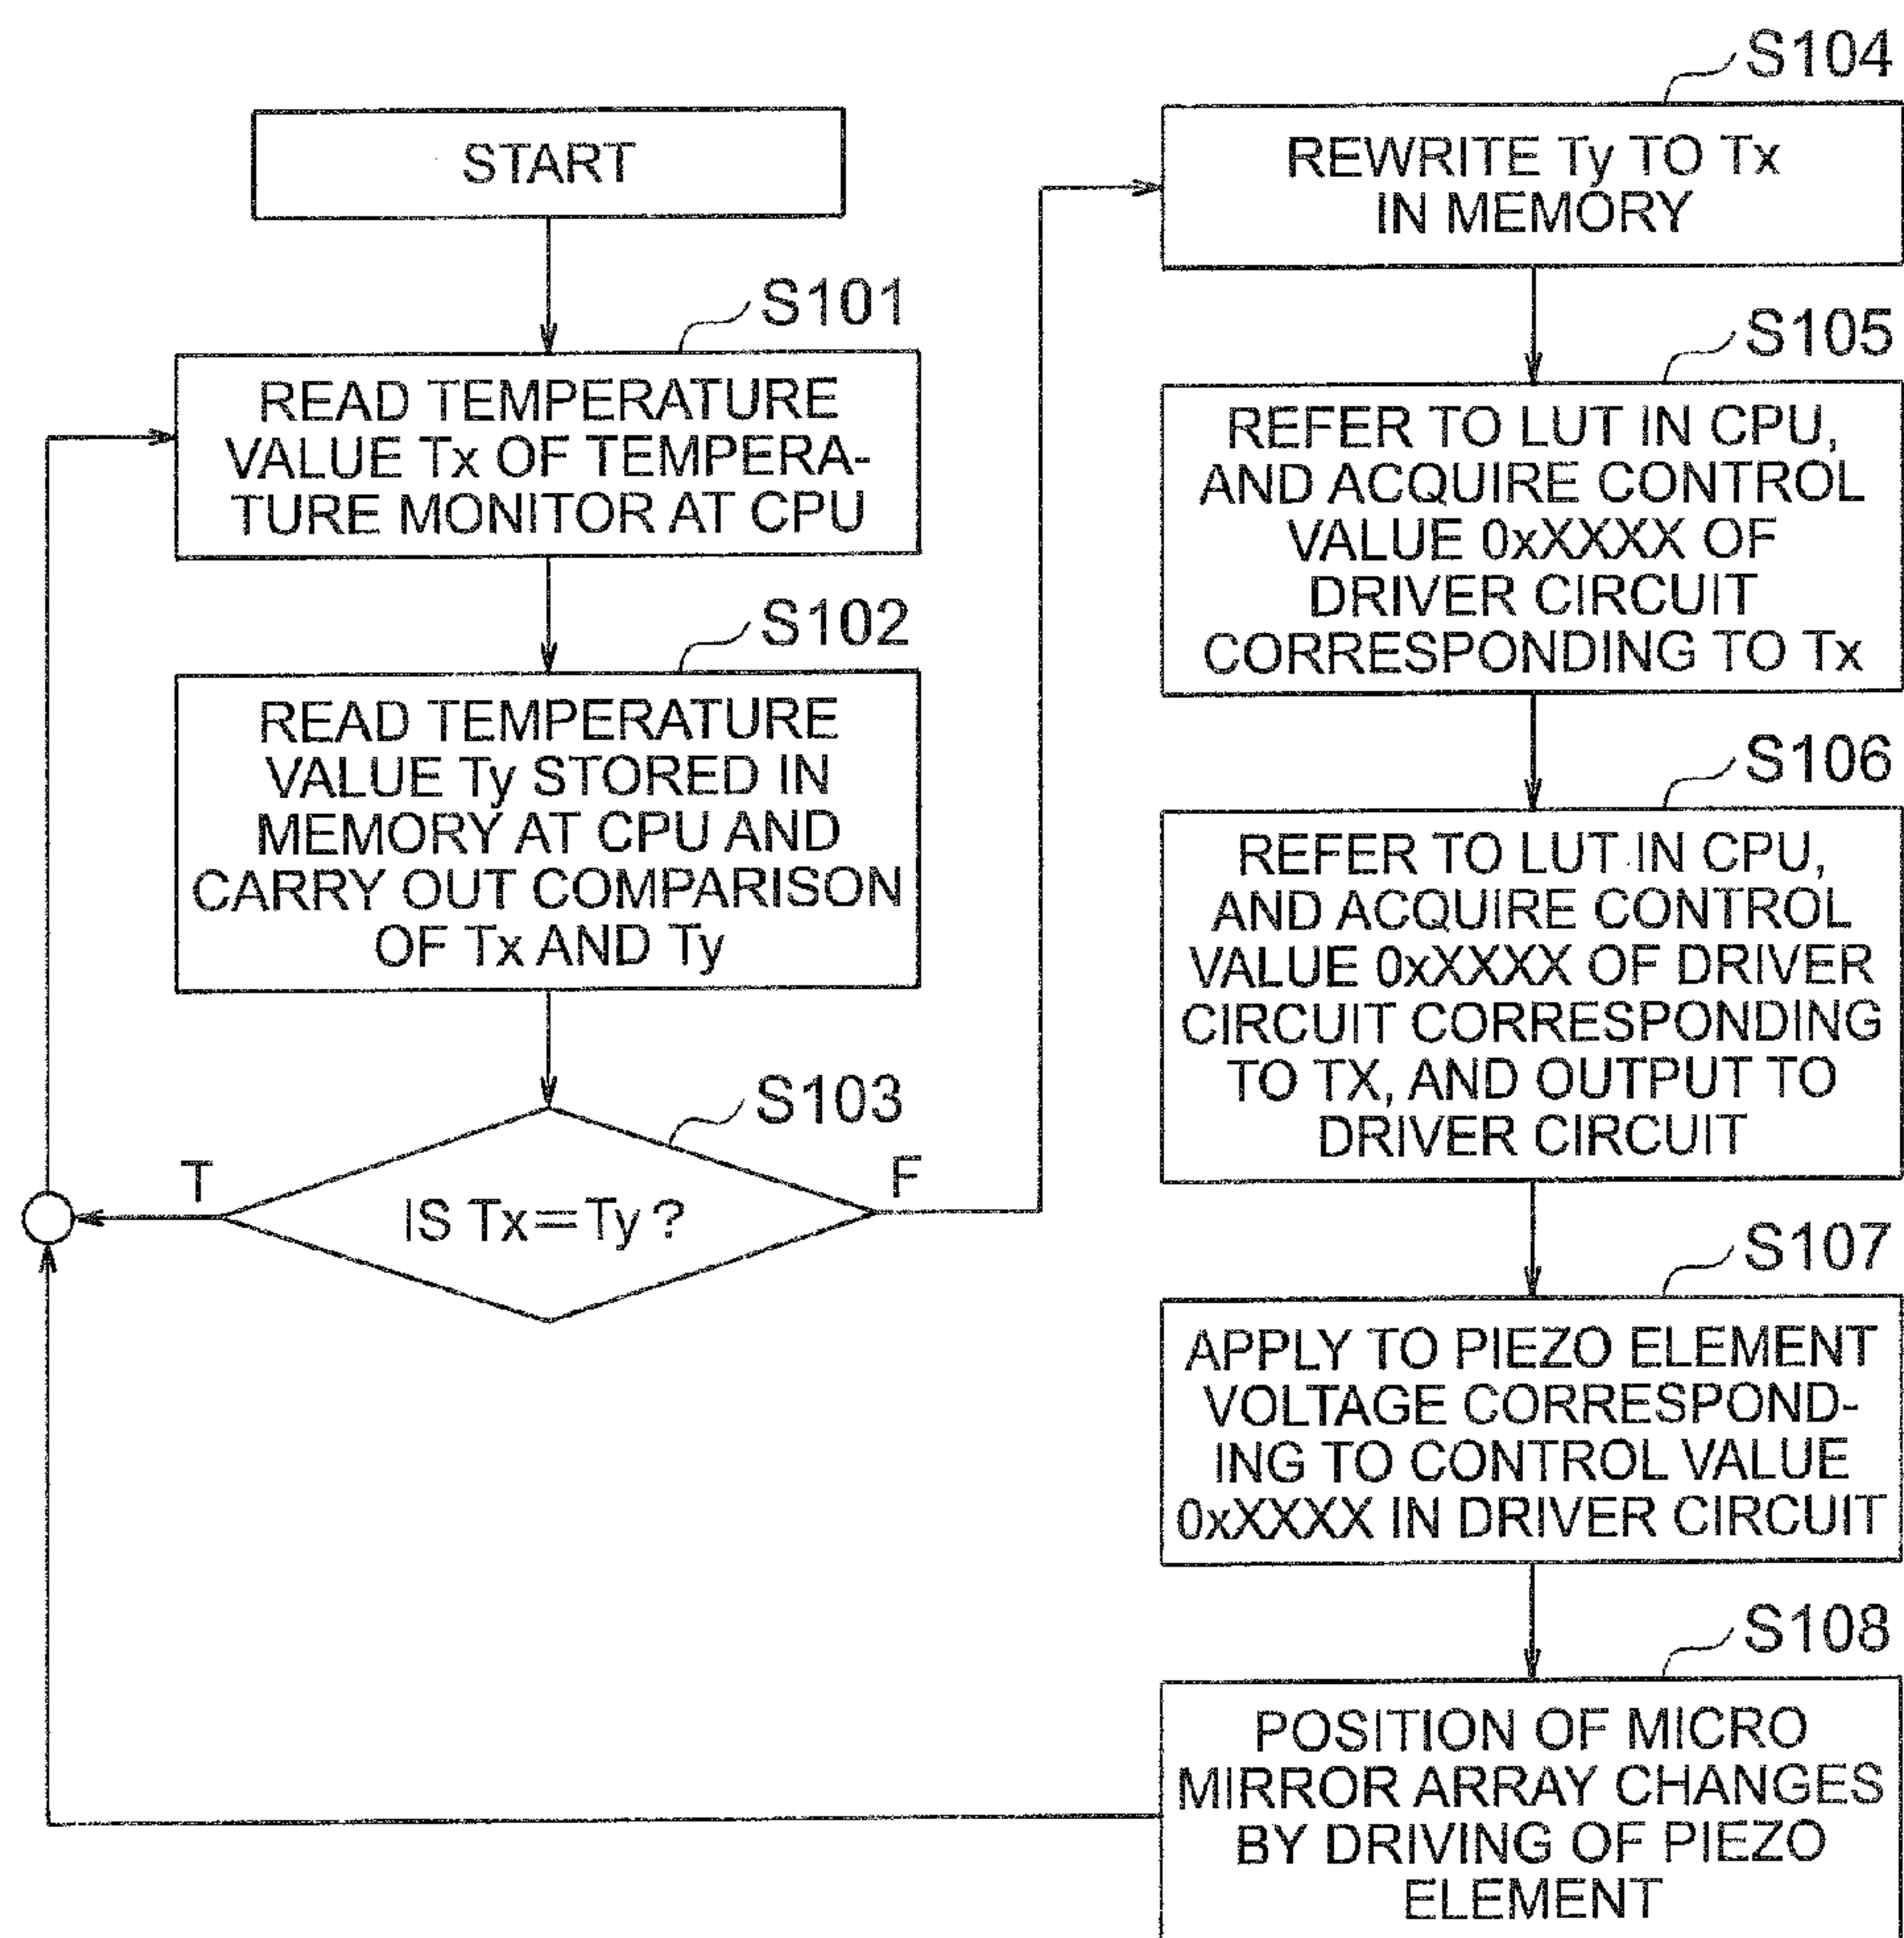 START
S101
READ TEMPERATURE
VALUE Tx OF TEMPERA-
TURE MONITOR AT CPU
S102
READ TEMPERATURE
VALUE Ty STORED IN
MEMORY AT CPU AND
CARRY OUT COMPARISON
OF Tx AND Ty
S103
T
IS Tx=Ty ?
F
S104
REWRITE Ty TO Tx
IN MEMORY
S105
REFER TO LUT IN CPU,
AND ACQUIRE CONTROL
VALUE 0xXXXX OF
DRIVER CIRCUIT
CORRESPONDING TO Tx
S106
REFER TO LUT IN CPU,
AND ACQUIRE CONTROL
VALUE 0xXXXX OF DRIVER
CIRCUIT CORRESPONDING
TO TX, AND OUTPUT TO
DRIVER CIRCUIT
S107
APPLY TO PIEZO ELEMENT
VOLTAGE CORRESPOND-
ING TO CONTROL VALUE
0xXXXX IN DRIVER CIRCUIT
S108
POSITION OF MICRO
MIRROR ARRAY CHANGES
BY DRIVING OF PIEZO
ELEMENT